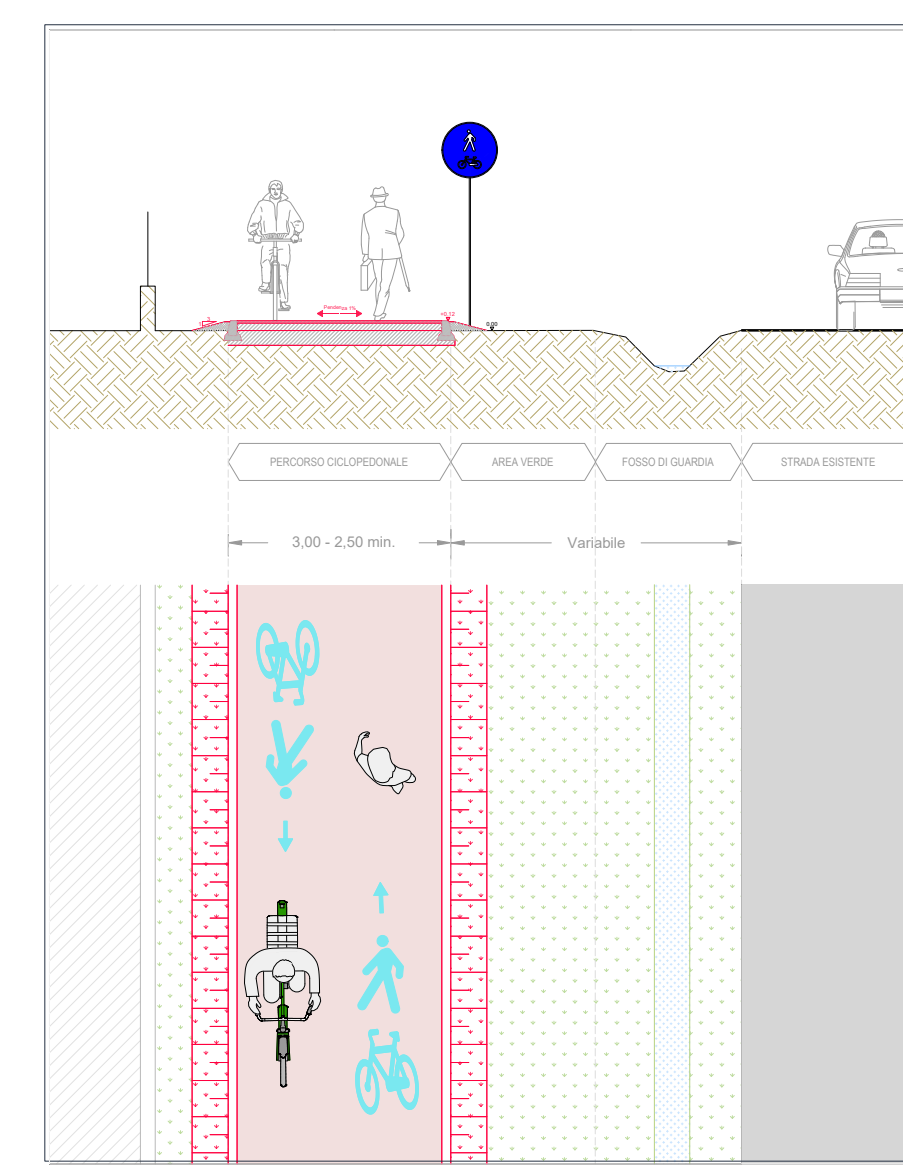 Pendenza 1%
+0.12
0.00
PERCORSO CICLOPEDONALE
AREA VERDE
FOSSO DI GUARDIA
STRADA ESISTENTE
3,00 - 2,50 min.
Variabile